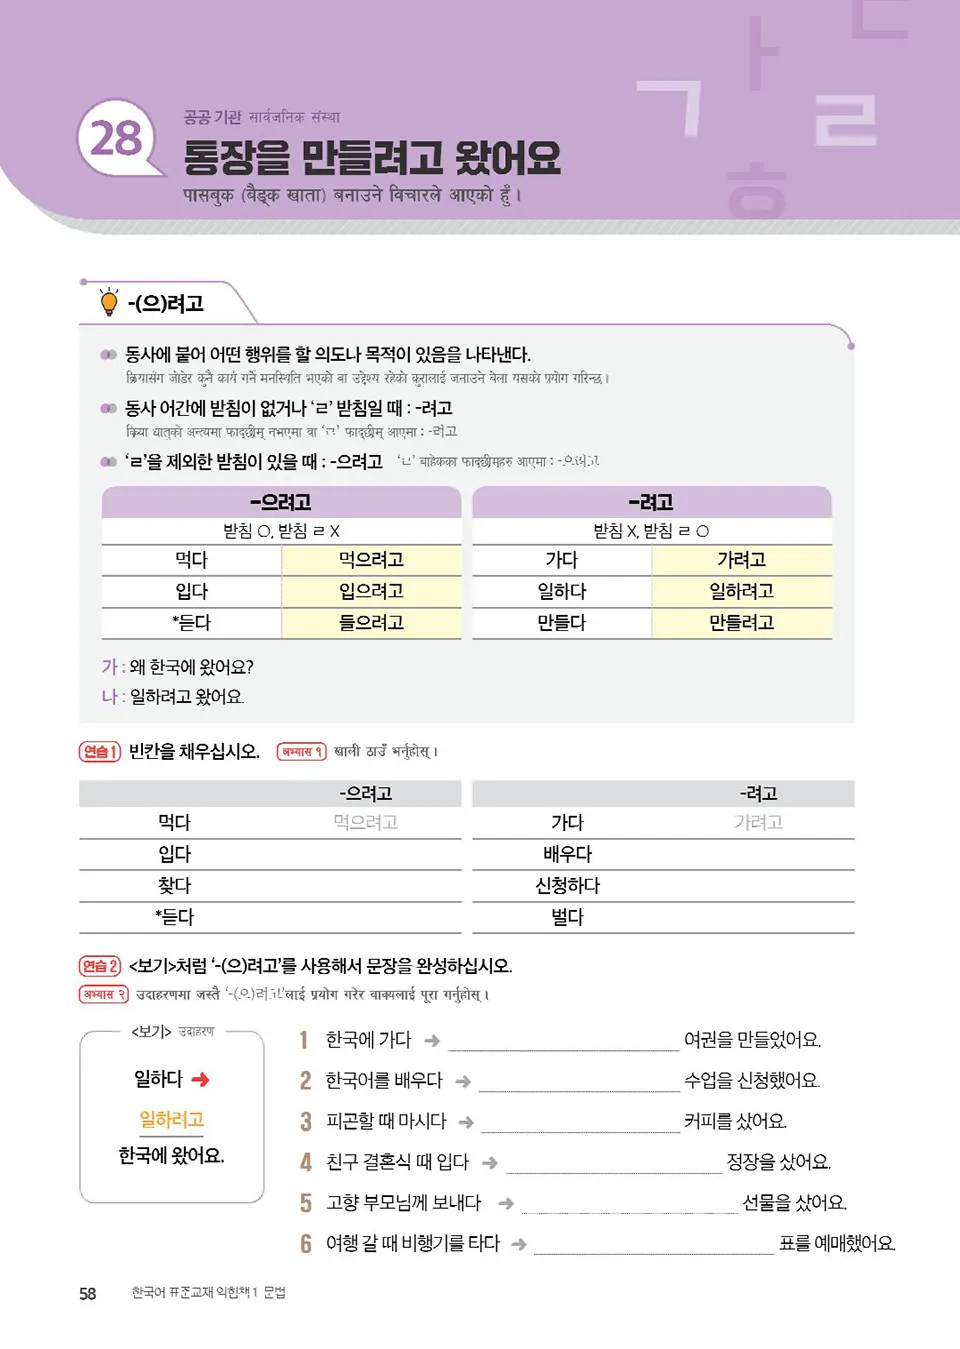 28
공공 기관 सार्वजनिक संस्था
통장을 만들려고 왔어요
पासबुक (बैङ्क खाता) बनाउने विचारले आएको हुँ ।
ㄱ ㅏ ㄷ ㄹ ㅎ
-(으)려고
동사에 붙어 어떤 행위를 할 의도나 목적이 있음을 나타낸다.
क्रियासँग जोडेर कुनै कार्य गर्ने मनस्थिति भएको वा उद्देश्य रहेको कुरालाई जनाउने बेला यसको प्रयोग गरिन्छ ।
동사 어간에 받침이 없거나 ‘ㄹ’ 받침일 때 : -려고
क्रिया धातुको अन्त्यमा फाद्छीम् नभएमा वा ‘ㄹ’ फाद्छीम् आएमा : -려고
‘ㄹ’을 제외한 받침이 있을 때 : -으려고 ‘ㄹ’ बाहेकका फाद्छीम्हरु आएमा : -으려고
-으려고 -려고
받침 O, 받침 ㄹ X 받침 X, 받침 ㄹ O
먹다 먹으려고 가다 가려고
입다 입으려고 일하다 일하려고
*듣다 들으려고 만들다 만들려고
가 : 왜 한국에 왔어요?
나 : 일하려고 왔어요.
연습 1 빈칸을 채우십시오. अभ्यास १ खाली ठाउँ भर्नुहोस् ।
-으려고 -려고
먹다 먹으려고 가다 가려고
입다 배우다
찾다 신청하다
*듣다 벌다
연습 2 <보기>처럼 ‘-(으)려고’를 사용해서 문장을 완성하십시오.
अभ्यास २ उदाहरणमा जस्तै ‘-(으)려고’लाई प्रयोग गरेर वाक्यलाई पूरा गर्नुहोस् ।
<보기> उदाहरण
일하다 ➜
일하려고
한국에 왔어요.
1 한국에 가다 ➜ 여권을 만들었어요.
2 한국어를 배우다 ➜ 수업을 신청했어요.
3 피곤할 때 마시다 ➜ 커피를 샀어요.
4 친구 결혼식 때 입다 ➜ 정장을 샀어요.
5 고향 부모님께 보내다 ➜ 선물을 샀어요.
6 여행 갈 때 비행기를 타다 ➜ 표를 예매했어요.
58 한국어 표준교재 익힘책 1 문법